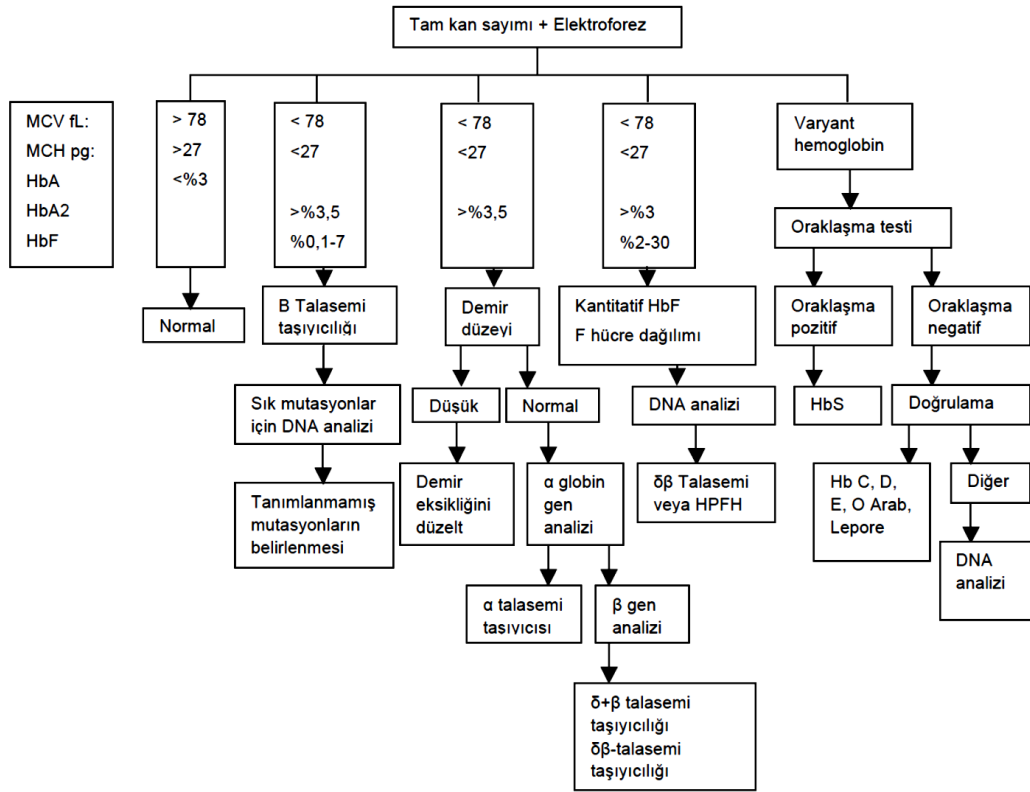 Tam kan sayımı + Elektroforez
MCV fL:
MCH pg:
HbA
HbA2
HbF
> 78
>27
<%3
< 78
<27
>%3,5
%0,1-7
< 78
<27
>%3,5
< 78
<27
>%3
%2-30
Varyant
hemoglobin
Oraklaşma testi
Normal
B Talasemi
taşıyıcılığı
Demir
düzeyi
Kantitatif HbF
F hücre dağılımı
Oraklaşma
pozitif
Oraklaşma
negatif
Sık mutasyonlar
için DNA analizi
Düşük
Normal
DNA analizi
HbS
Doğrulama
Tanımlanmamış
mutasyonların
belirlenmesi
Demir
eksikliğini
düzelt
α globin
gen
analizi
δβ Talasemi
veya HPFH
Hb C, D,
E, O Arab,
Lepore
Diğer
DNA
analizi
α talasemi
taşıyıcısı
β gen
analizi
δ+β talasemi
taşıyıcılığı
δβ-talasemi
taşıyıcılığı